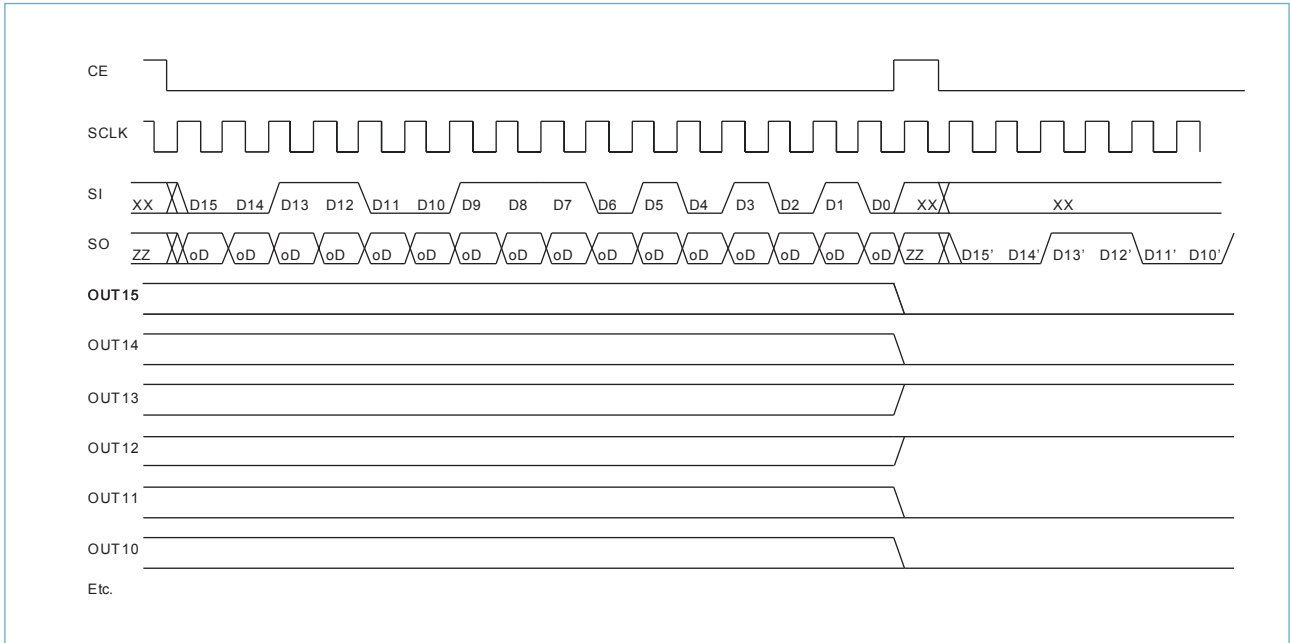 CE
SCLK
SI XX D15 D14 D13 D12 D11 D10 D9 D8 D7 D6 D5 D4 D3 D2 D1 D0 XX XX
SO ZZ oD oD oD oD oD oD oD oD oD oD oD oD oD oD oD oD ZZ D15' D14' D13' D12' D11' D10'
OUT15
OUT14
OUT13
OUT12
OUT11
OUT10
Etc.